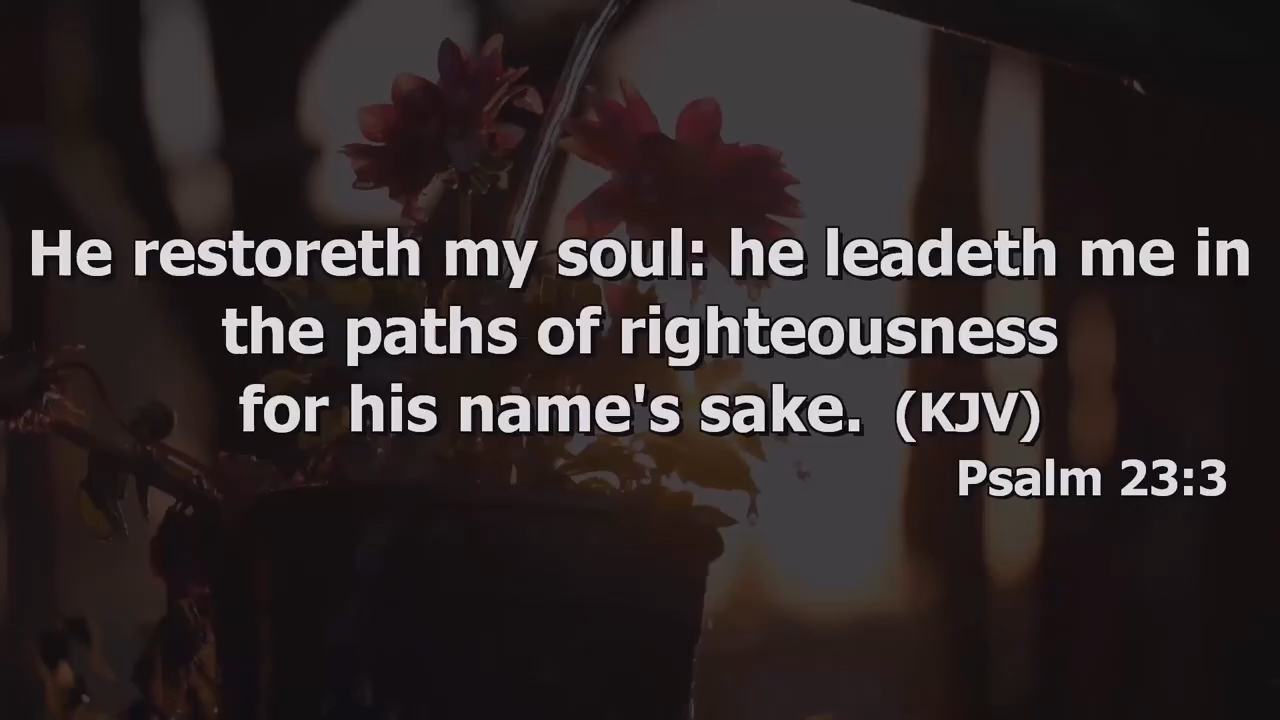 He restoreth my soul: he leadeth me in
the paths of righteousness
for his name's sake. (KJV)
Psalm 23:3